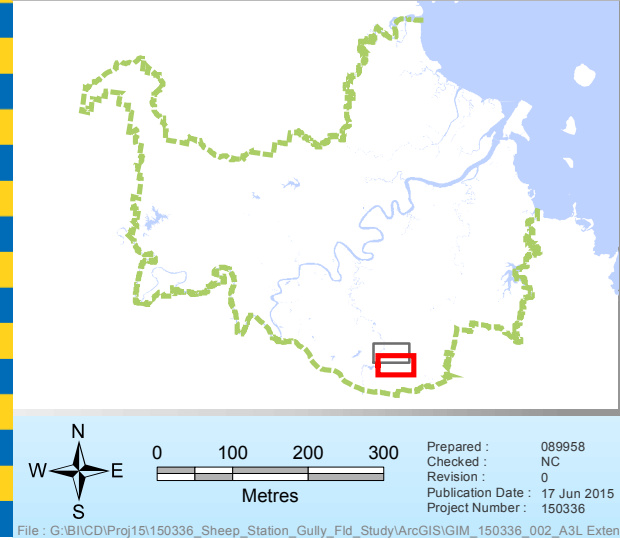 N
W E
S
0 100 200 300
Metres
Prepared : 089958
Checked : NC
Revision : 0
Publication Date : 17 Jun 2015
Project Number : 150336
File : G:\BI\CD\Proj15\150336_Sheep_Station_Gully_Fld_Study\ArcGIS\GIM_150336_002_A3L Exten